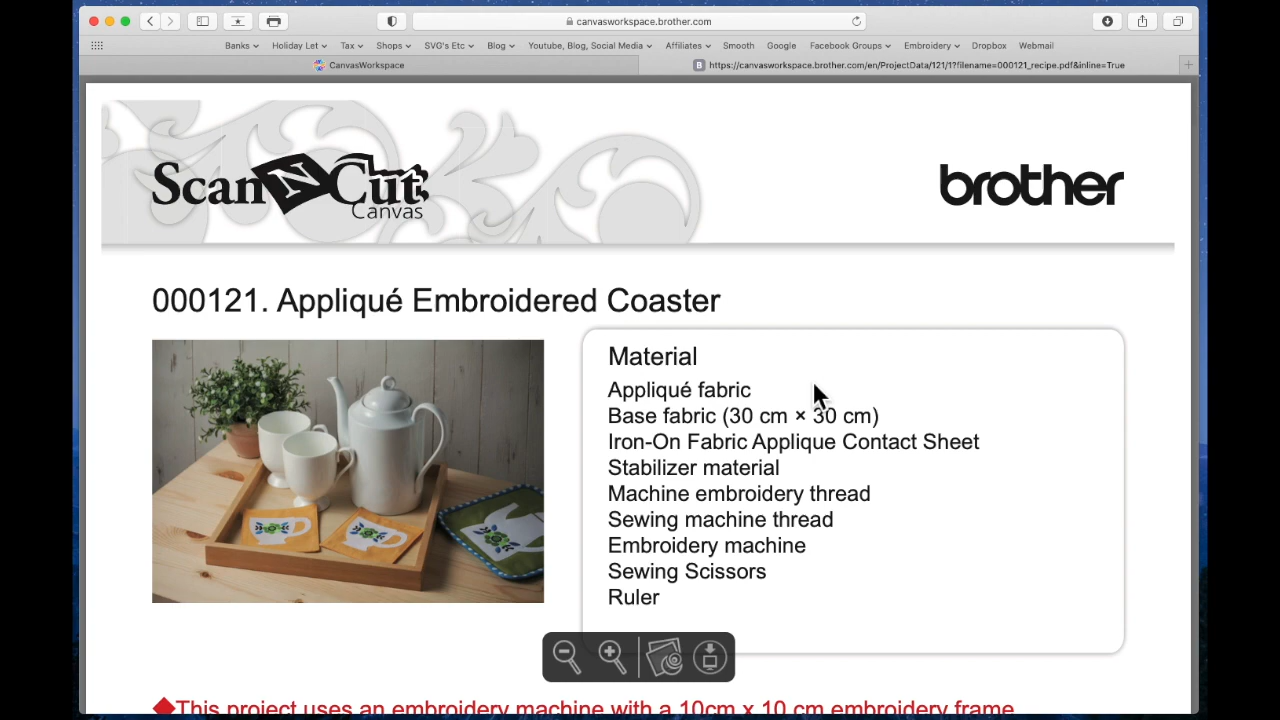 canvasworkspace.brother.com
Banks Holiday Let Tax Shops SVG's Etc Blog Youtube, Blog, Social Media Affiliates Smooth Google Facebook Groups Embroidery Dropbox Webmail
CanvasWorkspace
B https://canvasworkspace.brother.com/en/ProjectData/121/1?filename=000121_recipe.pdf&inline=True
ScanNCut
Canvas
brother
000121. Appliqué Embroidered Coaster
Material
Appliqué fabric
Base fabric (30 cm × 30 cm)
Iron-On Fabric Applique Contact Sheet
Stabilizer material
Machine embroidery thread
Sewing machine thread
Embroidery machine
Sewing Scissors
Ruler
◆This project uses an embroidery machine with a 10cm x 10 cm embroidery frame